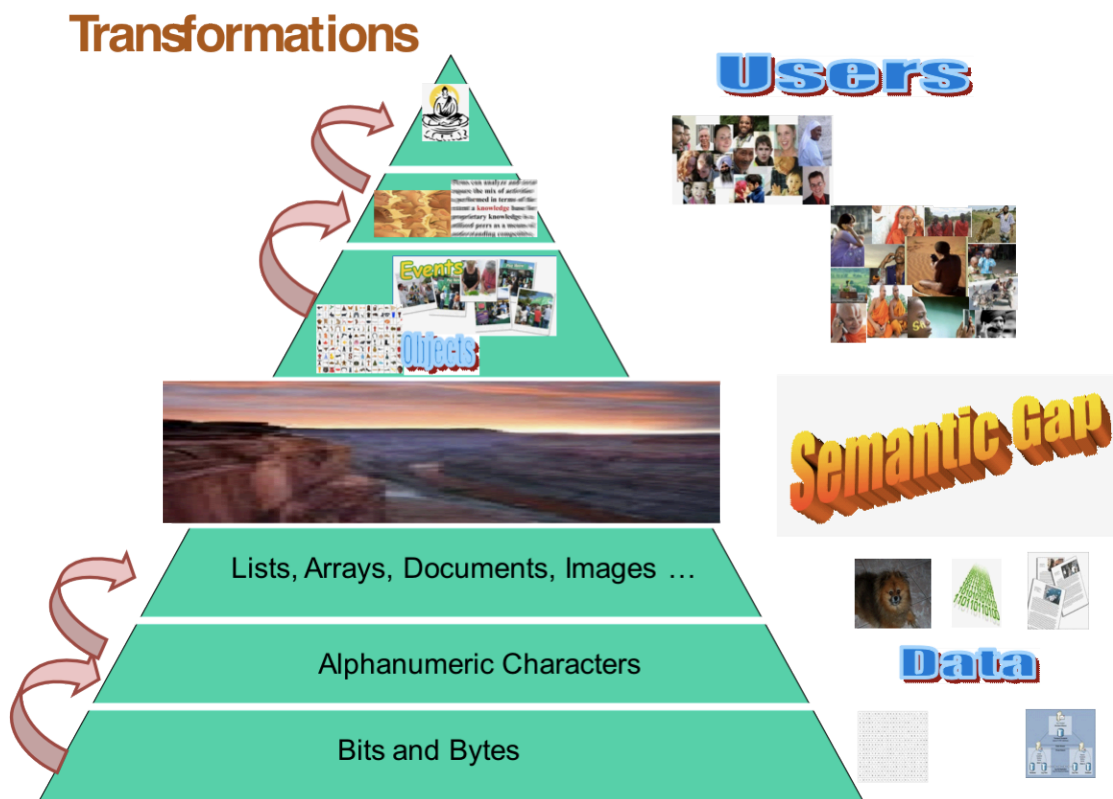 Transformations
Users
Events
Objects
Semantic Gap
Lists, Arrays, Documents, Images …
Alphanumeric Characters
Data
Bits and Bytes